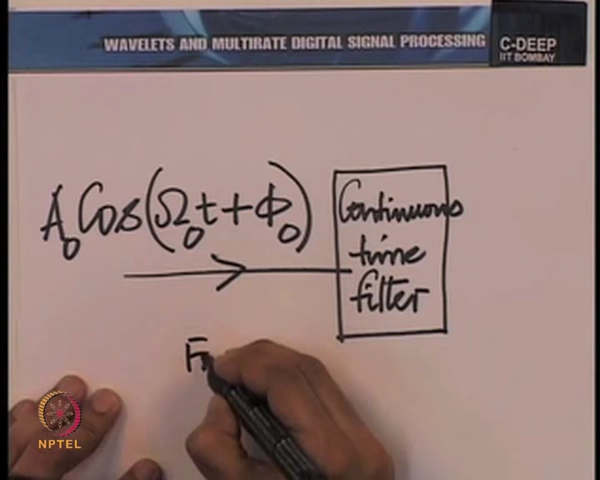 WAVELETS AND MULTIRATE DIGITAL SIGNAL PROCESSING
C-DEEP
IIT BOMBAY
A₀ Cos(Ω₀t + Φ₀)
Continuous
time
filter
F
NPTEL